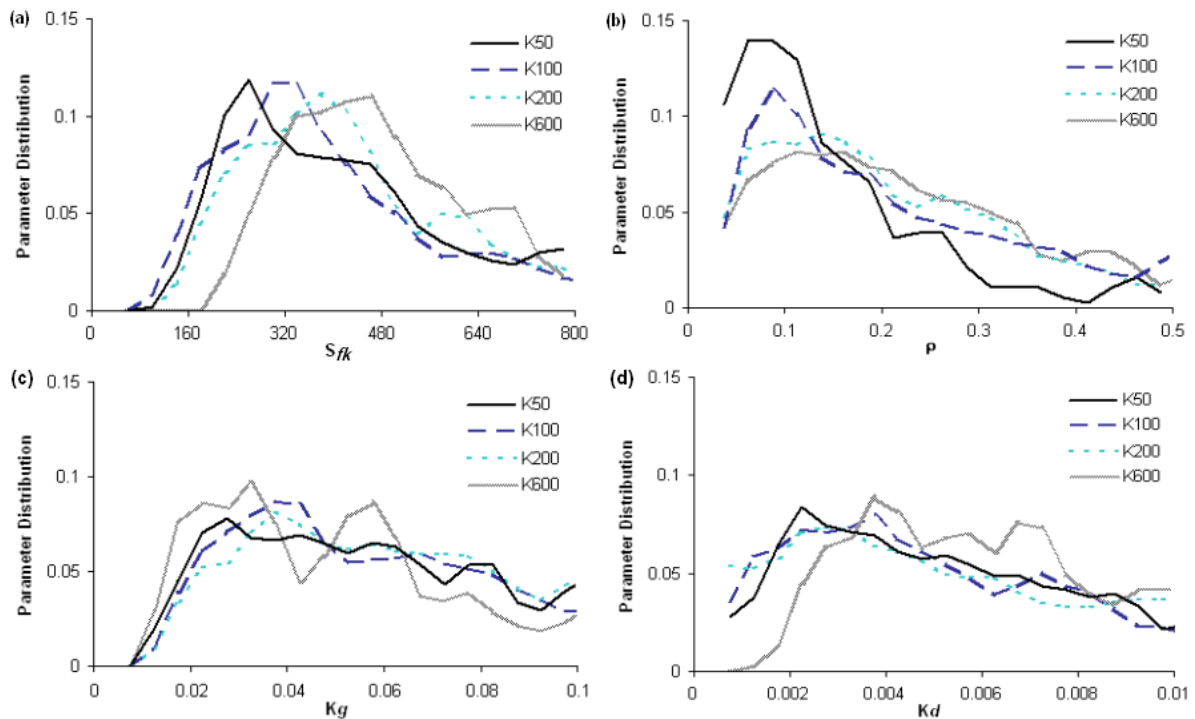 (a)
0.15
0.1
0.05
0
Parameter Distribution
K50
K100
K200
K600
0 160 320 480 640 800
Sfk
(b)
0.15
0.1
0.05
0
Parameter Distribution
K50
K100
K200
K600
0.0 0.1 0.2 0.3 0.4 0.5
ρ
(c)
0.15
0.1
0.05
0
Parameter Distribution
K50
K100
K200
K600
0 0.02 0.04 0.06 0.08 0.1
Kg
(d)
0.15
0.1
0.05
0
Parameter Distribution
K50
K100
K200
K600
0 0.002 0.004 0.006 0.008 0.01
Kd